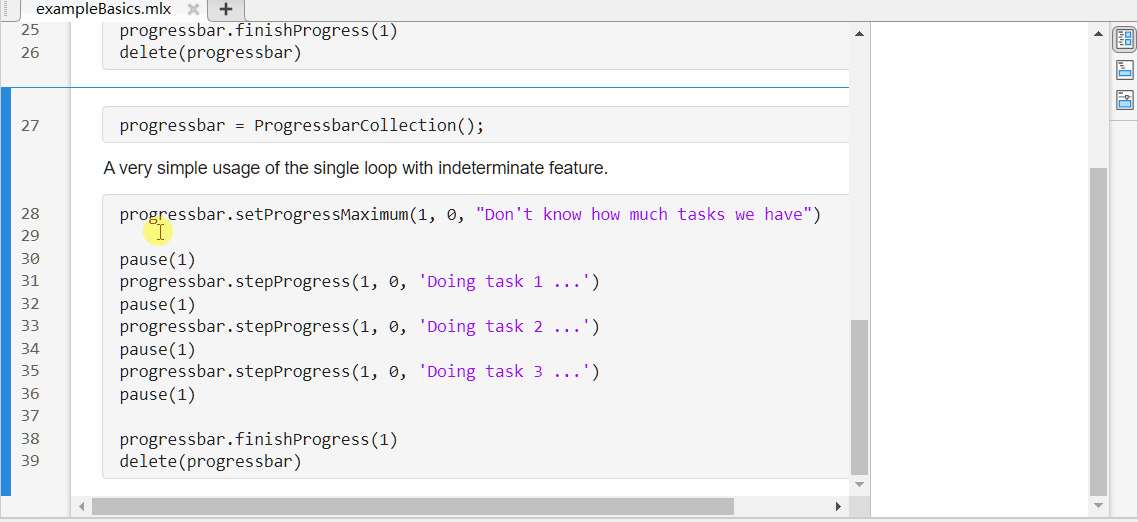 exampleBasics.mlx
25 progressbar.finishProgress(1)
26 delete(progressbar)
27 progressbar = ProgressbarCollection();
A very simple usage of the single loop with indeterminate feature.
28 progressbar.setProgressMaximum(1, 0, "Don't know how much tasks we have")
29
30 pause(1)
31 progressbar.stepProgress(1, 0, 'Doing task 1 ...')
32 pause(1)
33 progressbar.stepProgress(1, 0, 'Doing task 2 ...')
34 pause(1)
35 progressbar.stepProgress(1, 0, 'Doing task 3 ...')
36 pause(1)
37
38 progressbar.finishProgress(1)
39 delete(progressbar)